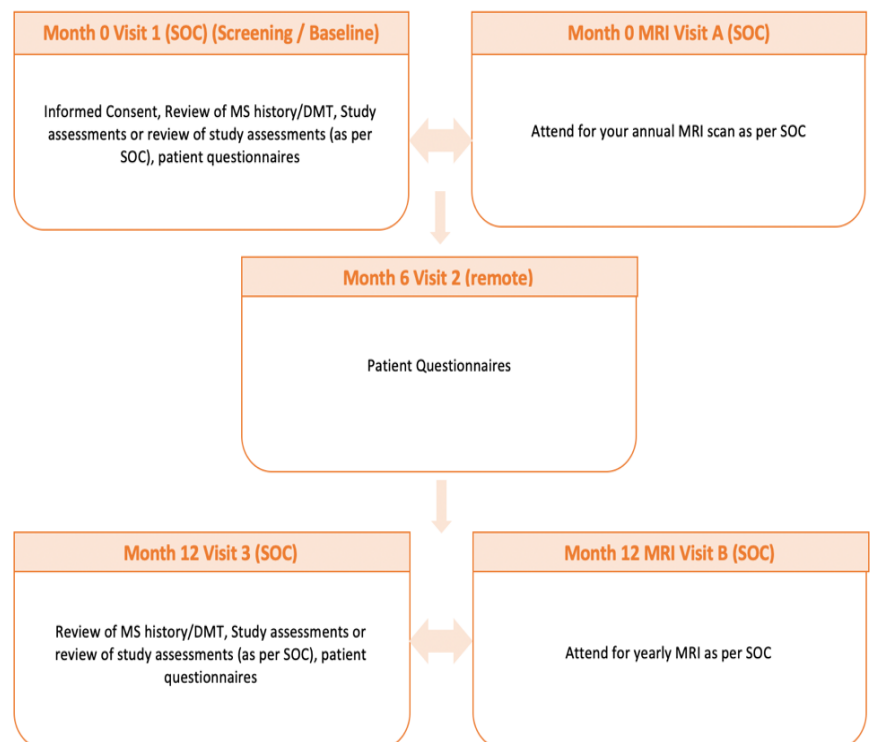 Month 0 Visit 1 (SOC) (Screening / Baseline)
Informed Consent, Review of MS history/DMT, Study
assessments or review of study assessments (as per
SOC), patient questionnaires
Month 0 MRI Visit A (SOC)
Attend for your annual MRI scan as per SOC
Month 6 Visit 2 (remote)
Patient Questionnaires
Month 12 Visit 3 (SOC)
Review of MS history/DMT, Study assessments or
review of study assessments (as per SOC), patient
questionnaires
Month 12 MRI Visit B (SOC)
Attend for yearly MRI as per SOC